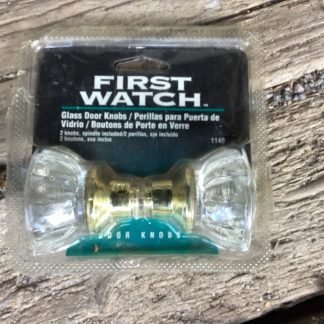 FIRST
WATCH™
Glass Door Knobs / Perillas para Puerta de
Vidrio / Boutons de Porte en Verre
2 knobs, spindle included/2 perillas, eje incluido
2 boutons, axe inclus
1140
DOOR KNOBS